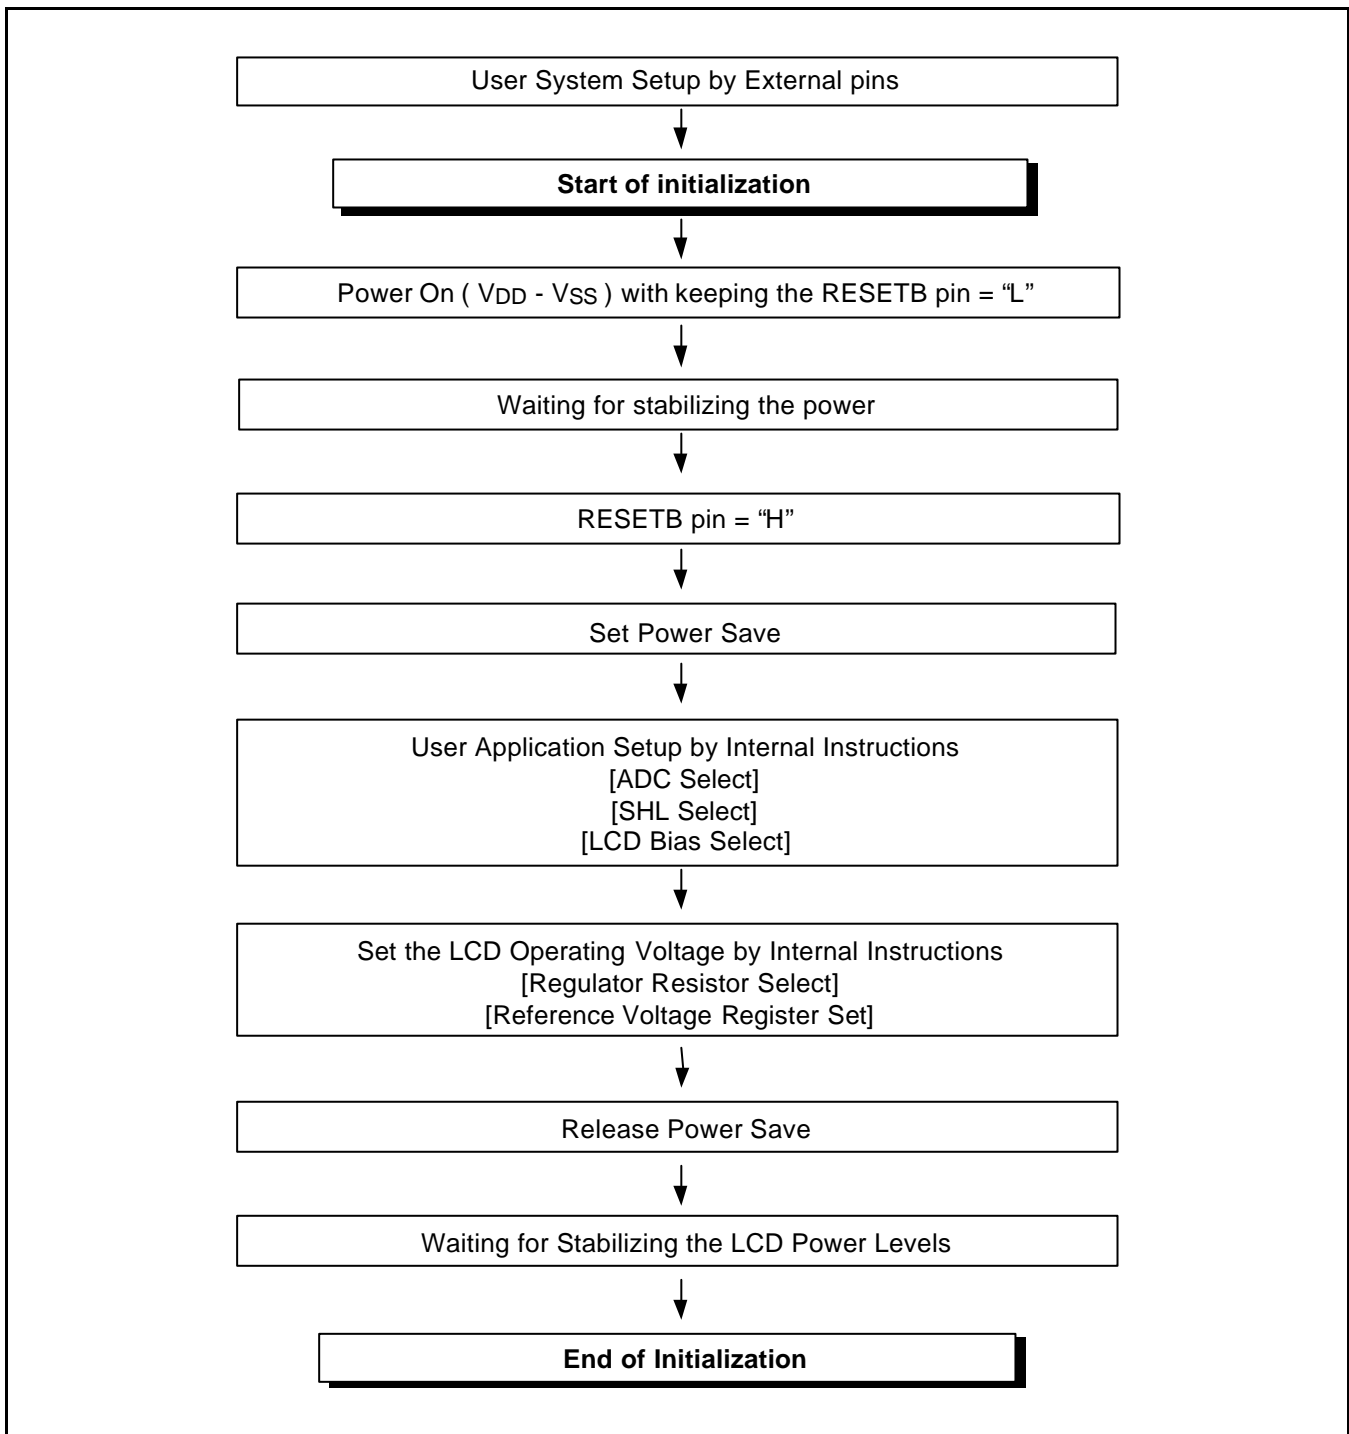 User System Setup by External pins
Start of initialization
Power On ( VDD - VSS ) with keeping the RESETB pin = “L”
Waiting for stabilizing the power
RESETB pin = “H”
Set Power Save
User Application Setup by Internal Instructions
[ADC Select]
[SHL Select]
[LCD Bias Select]
Set the LCD Operating Voltage by Internal Instructions
[Regulator Resistor Select]
[Reference Voltage Register Set]
Release Power Save
Waiting for Stabilizing the LCD Power Levels
End of Initialization